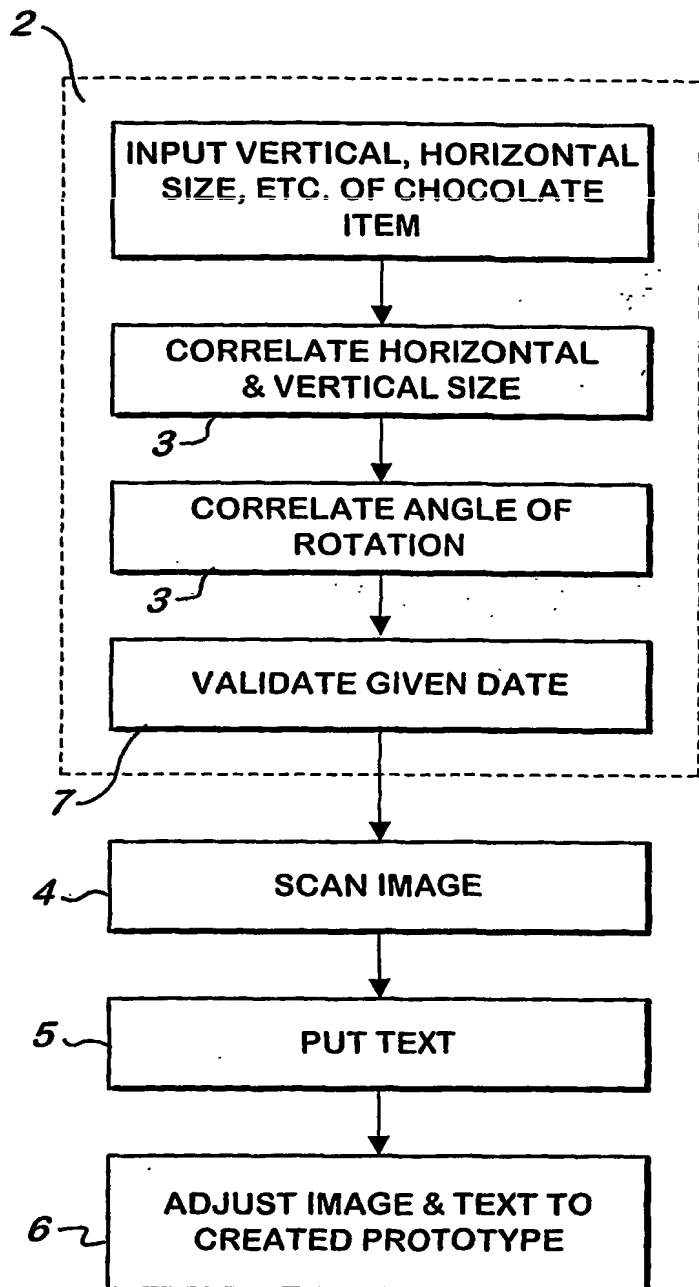 2
INPUT VERTICAL, HORIZONTAL
SIZE, ETC. OF CHOCOLATE
ITEM
CORRELATE HORIZONTAL
& VERTICAL SIZE
3
CORRELATE ANGLE OF
ROTATION
3
VALIDATE GIVEN DATE
7
4
SCAN IMAGE
5
PUT TEXT
6
ADJUST IMAGE & TEXT TO
CREATED PROTOTYPE